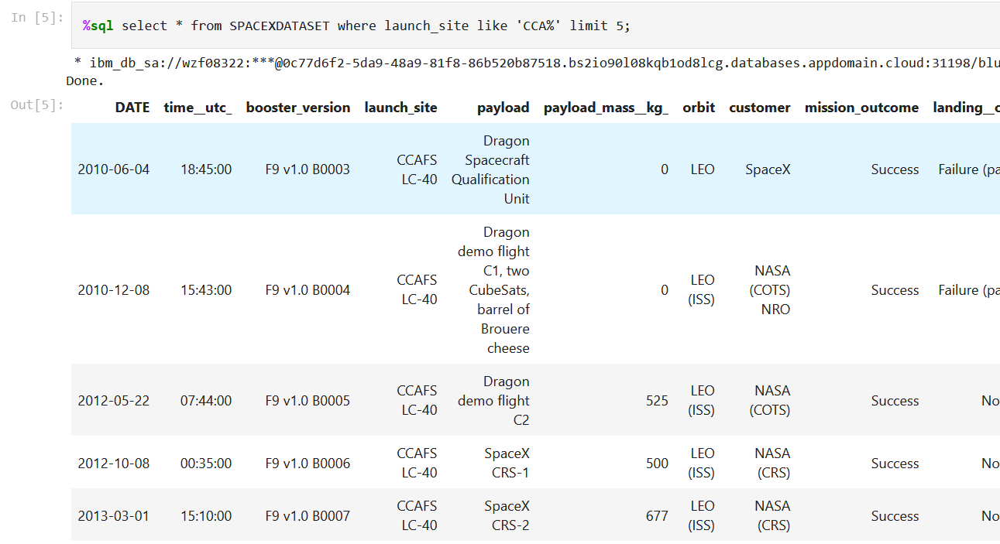 In [5]:
%sql select * from SPACEXDATASET where launch_site like 'CCA%' limit 5;
* ibm_db_sa://wzf08322:***@0c77d6f2-5da9-48a9-81f8-86b520b87518.bs2io90l08kqb1od8lcg.databases.appdomain.cloud:31198/blu
Done.
Out[5]:
DATE time__utc_ booster_version launch_site payload payload_mass__kg_ orbit customer mission_outcome landing__o
2010-06-04 18:45:00 F9 v1.0 B0003 CCAFS LC-40 Dragon Spacecraft Qualification Unit 0 LEO SpaceX Success Failure (pa
2010-12-08 15:43:00 F9 v1.0 B0004 CCAFS LC-40 Dragon demo flight C1, two CubeSats, barrel of Brouere cheese 0 LEO (ISS) NASA (COTS) NRO Success Failure (pa
2012-05-22 07:44:00 F9 v1.0 B0005 CCAFS LC-40 Dragon demo flight C2 525 LEO (ISS) NASA (COTS) Success No
2012-10-08 00:35:00 F9 v1.0 B0006 CCAFS LC-40 SpaceX CRS-1 500 LEO (ISS) NASA (CRS) Success No
2013-03-01 15:10:00 F9 v1.0 B0007 CCAFS LC-40 SpaceX CRS-2 677 LEO (ISS) NASA (CRS) Success No